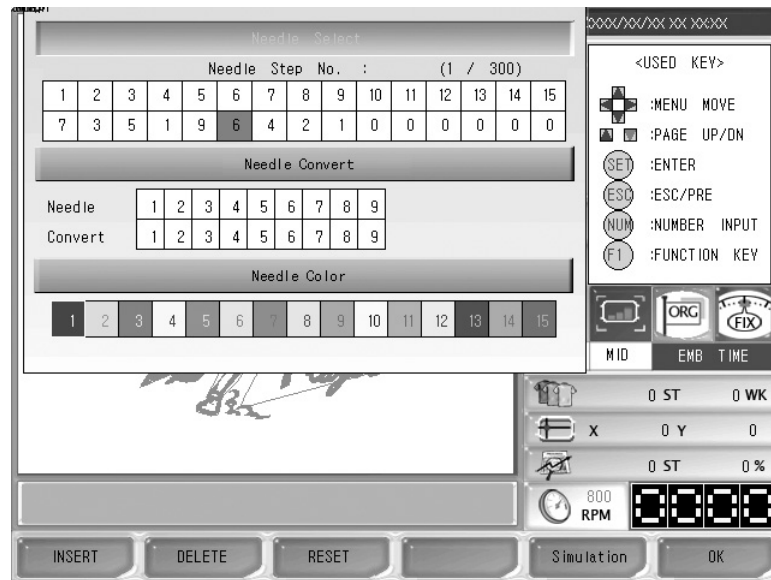 XXXX/XX/XX XX XX:XX
Needle Select
Needle Step No. : (1 / 300)
1 2 3 4 5 6 7 8 9 10 11 12 13 14 15
7 3 5 1 9 6 4 2 1 0 0 0 0 0 0
Needle Convert
Needle 1 2 3 4 5 6 7 8 9
Convert 1 2 3 4 5 6 7 8 9
Needle Color
1 2 3 4 5 6 7 8 9 10 11 12 13 14 15
<USED KEY>
:MENU MOVE
:PAGE UP/DN
SET :ENTER
ESC :ESC/PRE
NUM :NUMBER INPUT
F1 :FUNCTION KEY
ORG FIX
MID EMB TIME
0 ST 0 WK
X 0 Y 0
0 ST 0 %
800
RPM
INSERT DELETE RESET Simulation OK